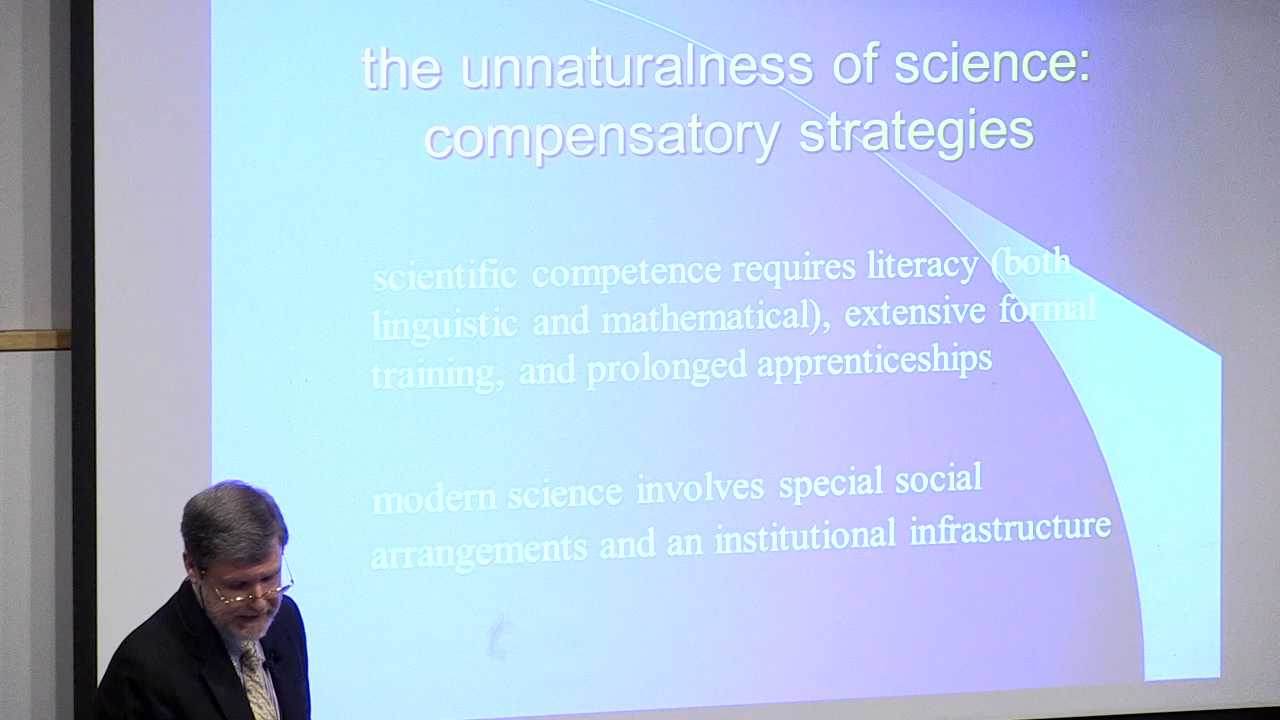 the unnaturalness of science:
compensatory strategies
scientific competence requires literacy (both
linguistic and mathematical), extensive formal
training, and prolonged apprenticeships
modern science involves special social
arrangements and an institutional infrastructure